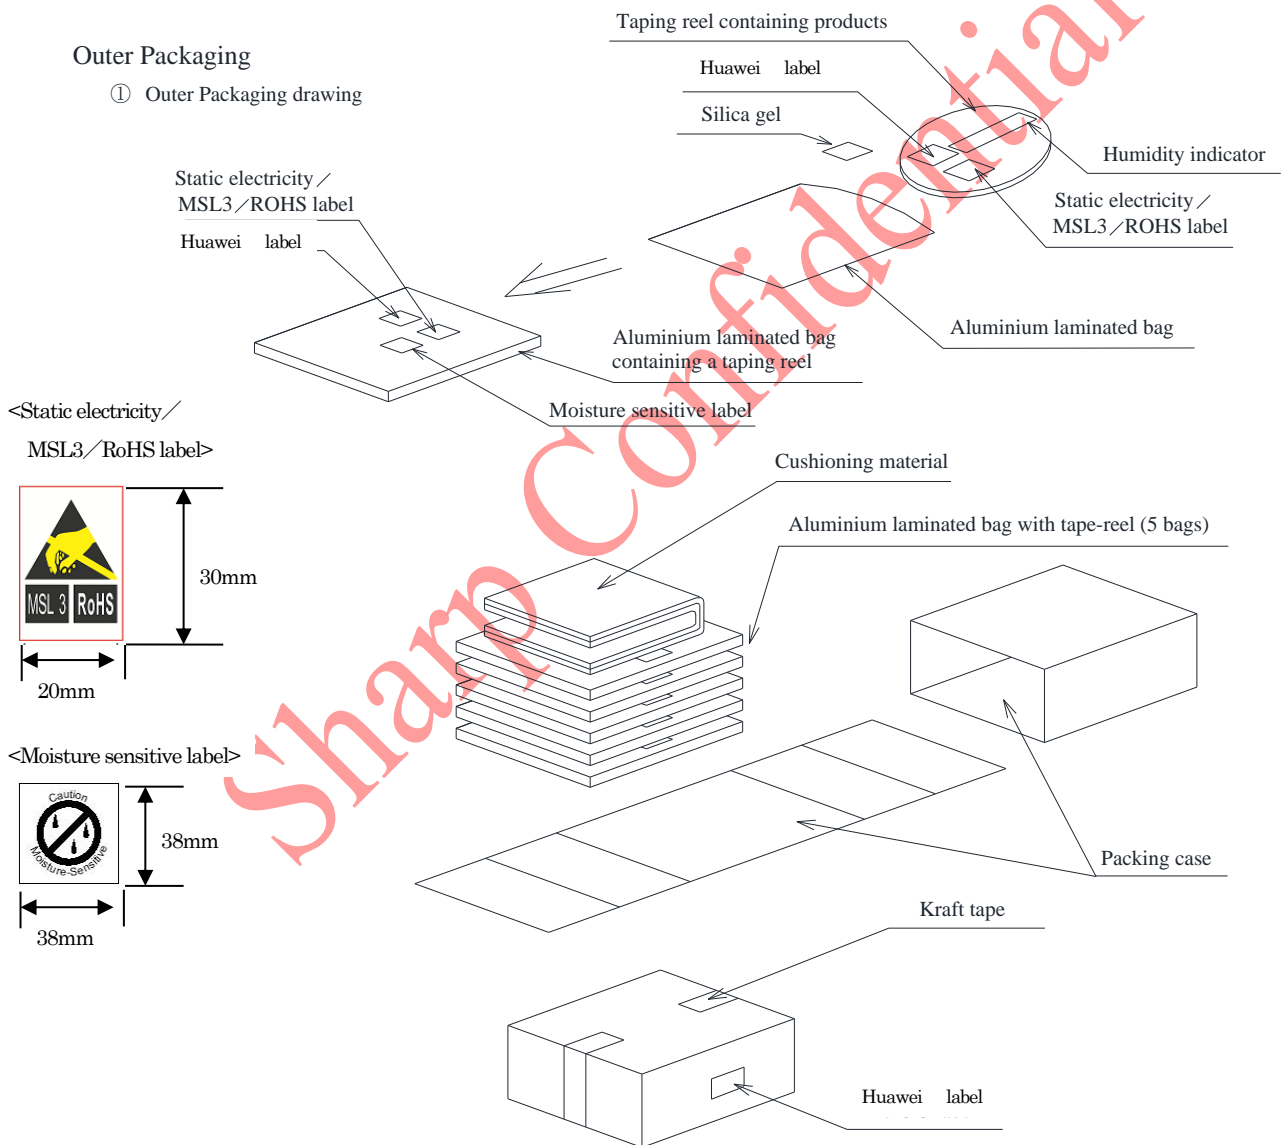 Outer Packaging
① Outer Packaging drawing
Taping reel containing products
Huawei label
Silica gel
Humidity indicator
Static electricity／
MSL3／ROHS label
Static electricity／
MSL3／ROHS label
Huawei label
Aluminium laminated bag
Aluminium laminated bag
containing a taping reel
Moisture sensitive label
<Static electricity／
MSL3／RoHS label>
MSL 3 RoHS
30mm
20mm
Cushioning material
Aluminium laminated bag with tape-reel (5 bags)
<Moisture sensitive label>
Caution
Moisture-Sensitive
38mm
38mm
Packing case
Kraft tape
Huawei label
Sharp Confidential